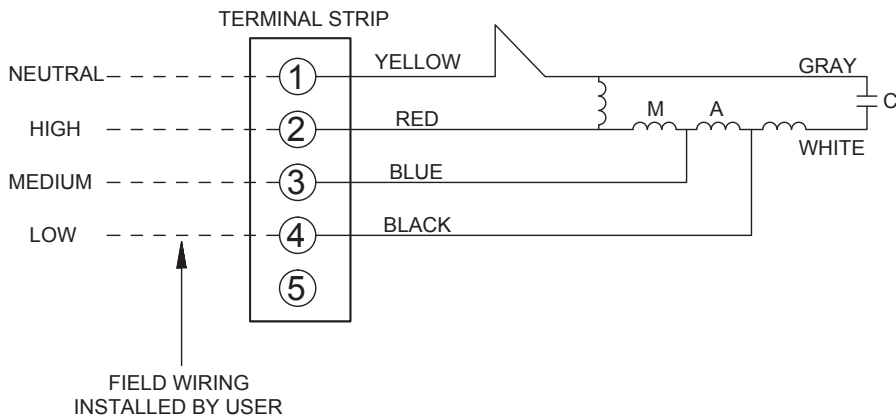 TERMINAL STRIP
NEUTRAL 1 YELLOW GRAY
C
HIGH 2 RED M A
WHITE
MEDIUM 3 BLUE
LOW 4 BLACK
5
FIELD WIRING
INSTALLED BY USER